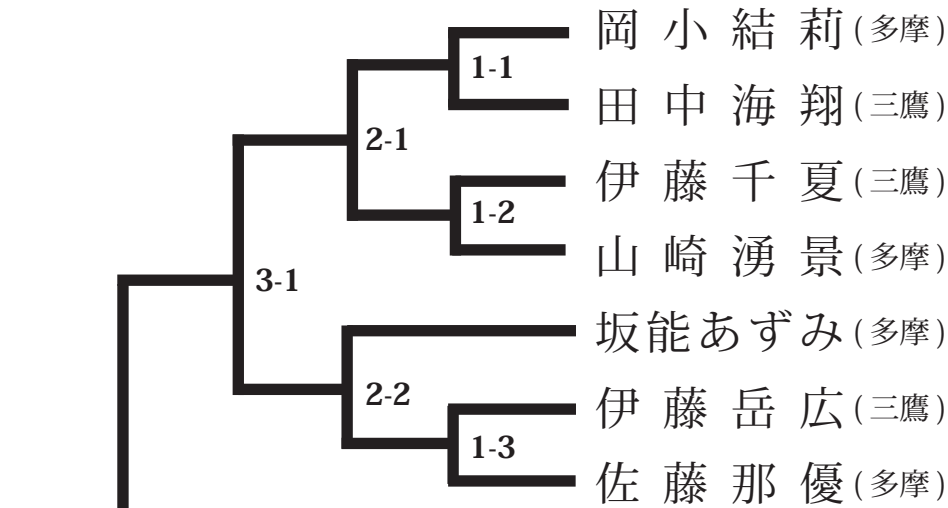 岡 小 結 莉 (多摩)
1-1
田 中 海 翔 (三鷹)
2-1
伊 藤 千 夏 (三鷹)
1-2
山 崎 湧 景 (多摩)
3-1
坂能あずみ (多摩)
2-2
伊 藤 岳 広 (三鷹)
1-3
佐 藤 那 優 (多摩)